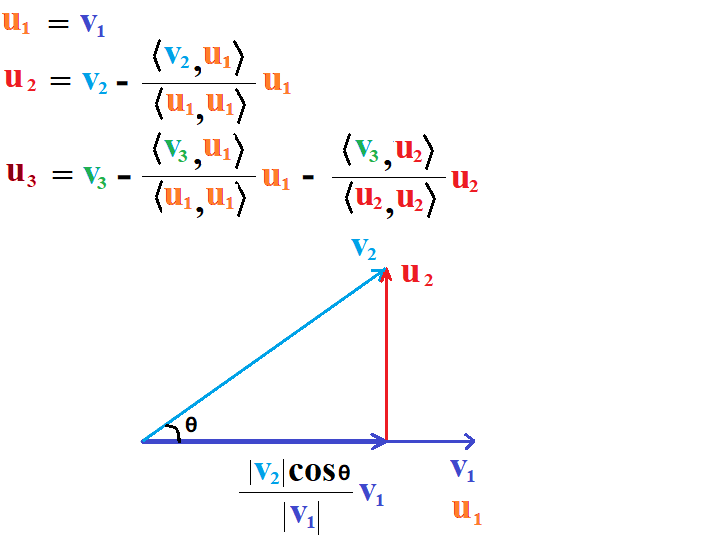 u₁ = v₁
u₂ = v₂ - ⟨v₂,u₁⟩/⟨u₁,u₁⟩ u₁
u₃ = v₃ - ⟨v₃,u₁⟩/⟨u₁,u₁⟩ u₁ - ⟨v₃,u₂⟩/⟨u₂,u₂⟩ u₂
v₂
u₂
θ
|v₂|cosθ/|v₁| v₁
v₁
u₁